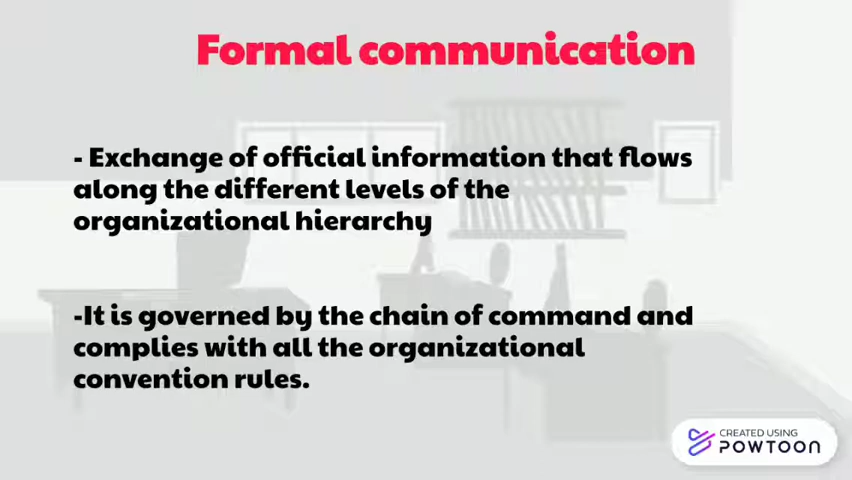 Formal communication
- Exchange of official information that flows
along the different levels of the
organizational hierarchy
-It is governed by the chain of command and
complies with all the organizational
convention rules.
CREATED USING
POWTOON